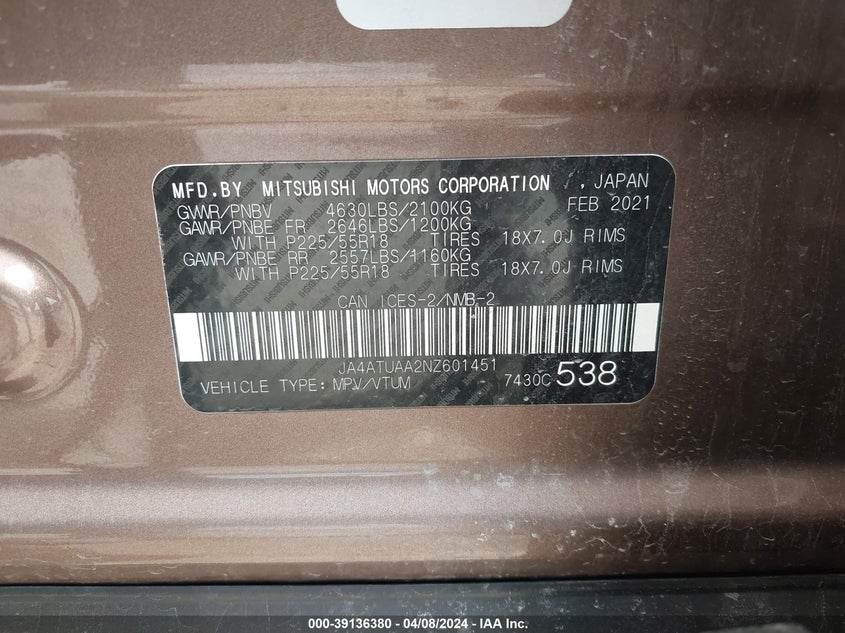 MFD.BY MITSUBISHI MOTORS CORPORATION , JAPAN
GVWR/PNBV 4630LBS/2100KG FEB 2021
GAWR/PNBE FR 2646LBS/1200KG
WITH P225/55R18 TIRES 18X7.0J RIMS
GAWR/PNBE RR 2557LBS/1160KG
WITH P225/55R18 TIRES 18X7.0J RIMS
CAN ICES-2/NMB-2
JA4ATUAA2NZ601451
VEHICLE TYPE: MPV/VTUM 7430C 538
000-39136380 - 04/08/2024 - IAA Inc.